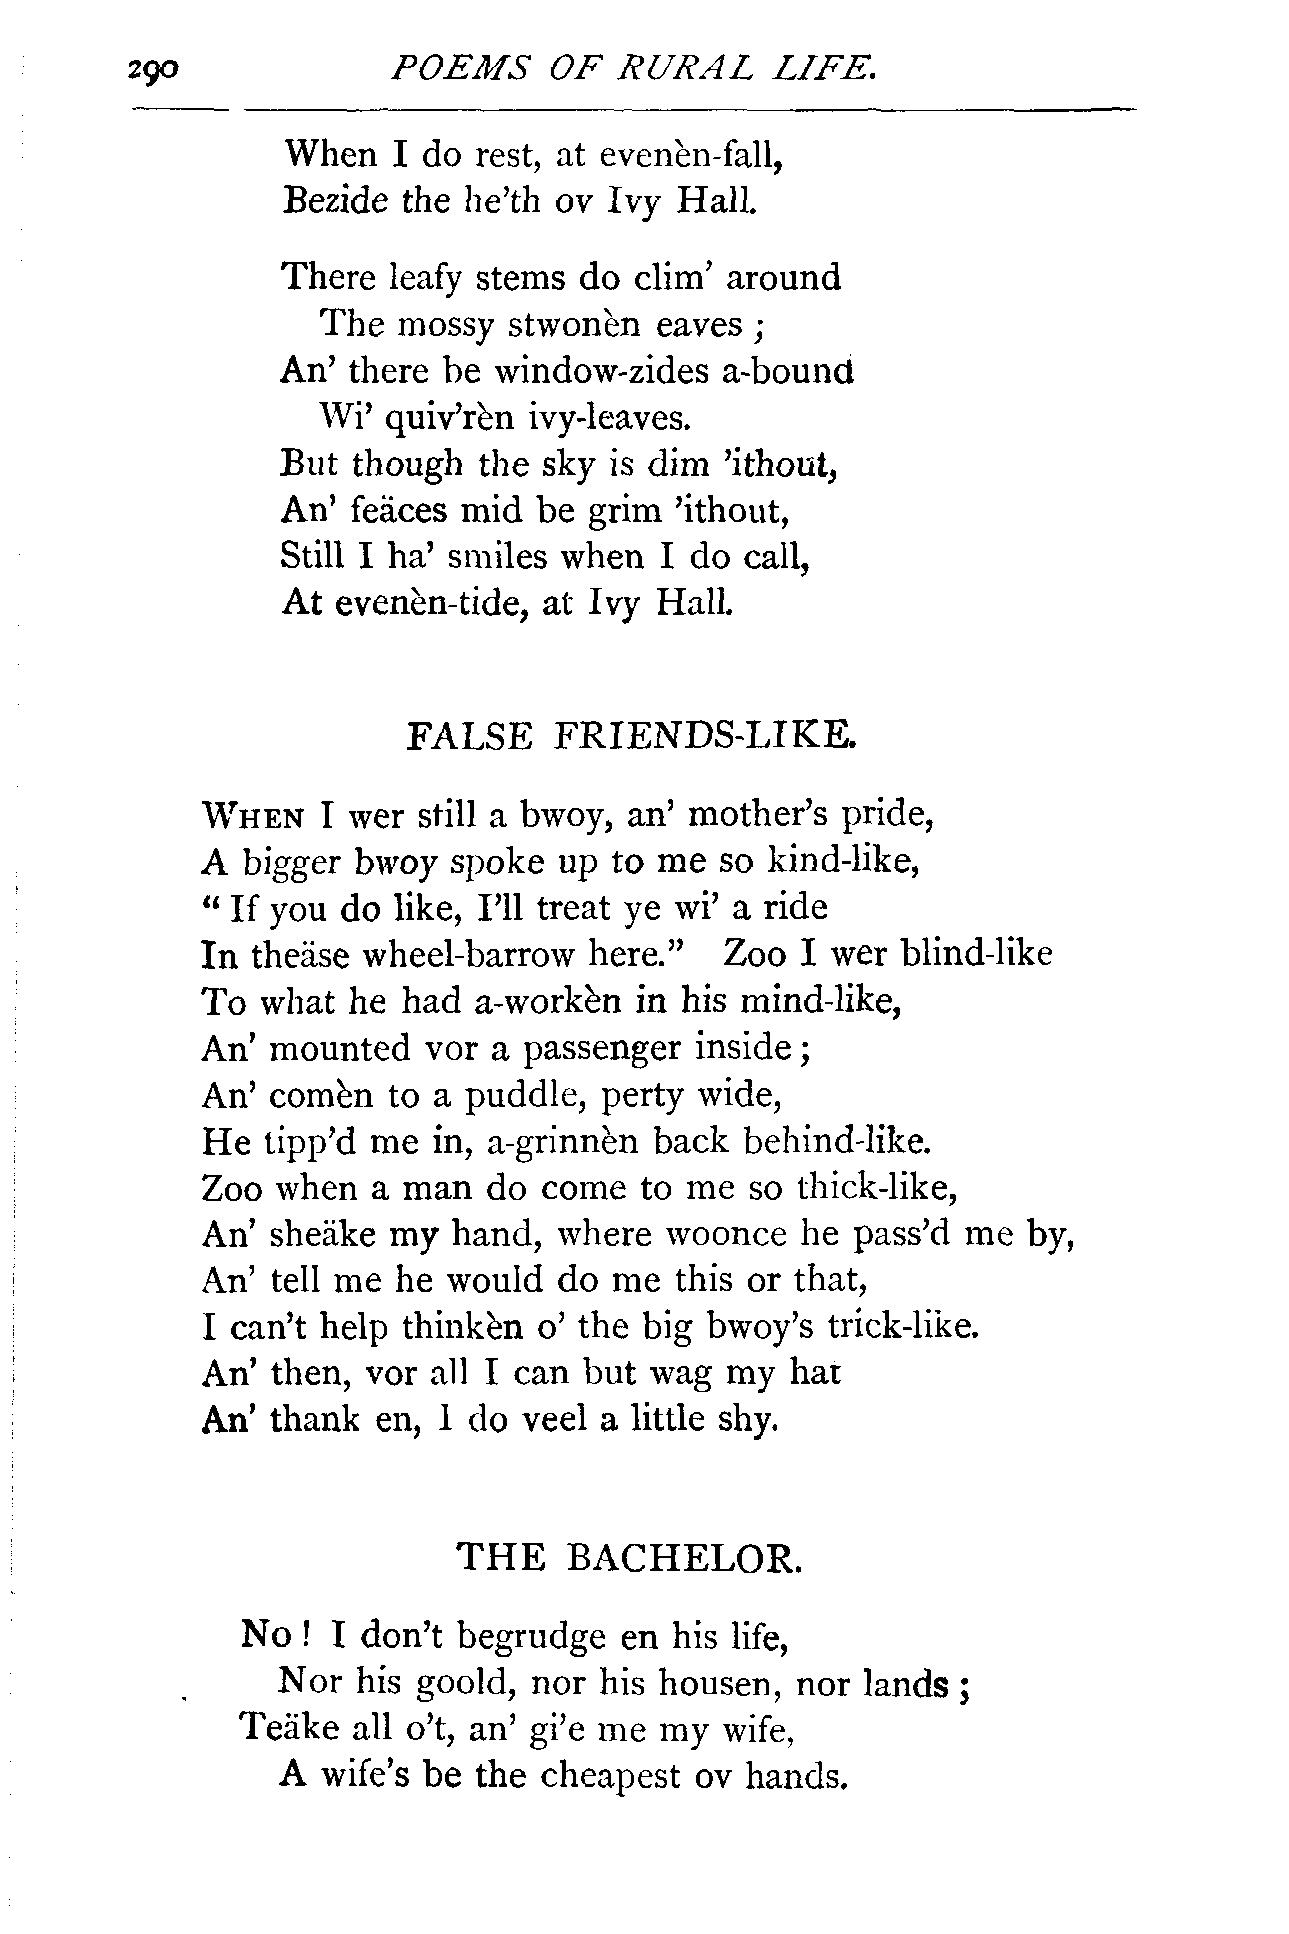 290 POEMS OF RURAL LIFE.
When I do rest, at evenèn-fall,
Bezide the he'th ov Ivy Hall.
There leafy stems do clim' around
The mossy stwonèn eaves ;
An' there be window-zides a-bound
Wi' quiv'rèn ivy-leaves.
But though the sky is dim 'ithout,
An' feäces mid be grim 'ithout,
Still I ha' smiles when I do call,
At evenèn-tide, at Ivy Hall.
FALSE FRIENDS-LIKE.
WHEN I wer still a bwoy, an' mother's pride,
A bigger bwoy spoke up to me so kind-like,
“ If you do like, I'll treat ye wi' a ride
In theäse wheel-barrow here.” Zoo I wer blind-like
To what he had a-workèn in his mind-like,
An' mounted vor a passenger inside ;
An' comèn to a puddle, perty wide,
He tipp'd me in, a-grinnèn back behind-like.
Zoo when a man do come to me so thick-like,
An' sheäke my hand, where woonce he pass'd me by,
An' tell me he would do me this or that,
I can't help thinkèn o' the big bwoy's trick-like.
An' then, vor all I can but wag my hat
An' thank en, I do veel a little shy.
THE BACHELOR.
No ! I don't begrudge en his life,
Nor his goold, nor his housen, nor lands ;
Teäke all o't, an' gi'e me my wife,
A wife's be the cheapest ov hands.